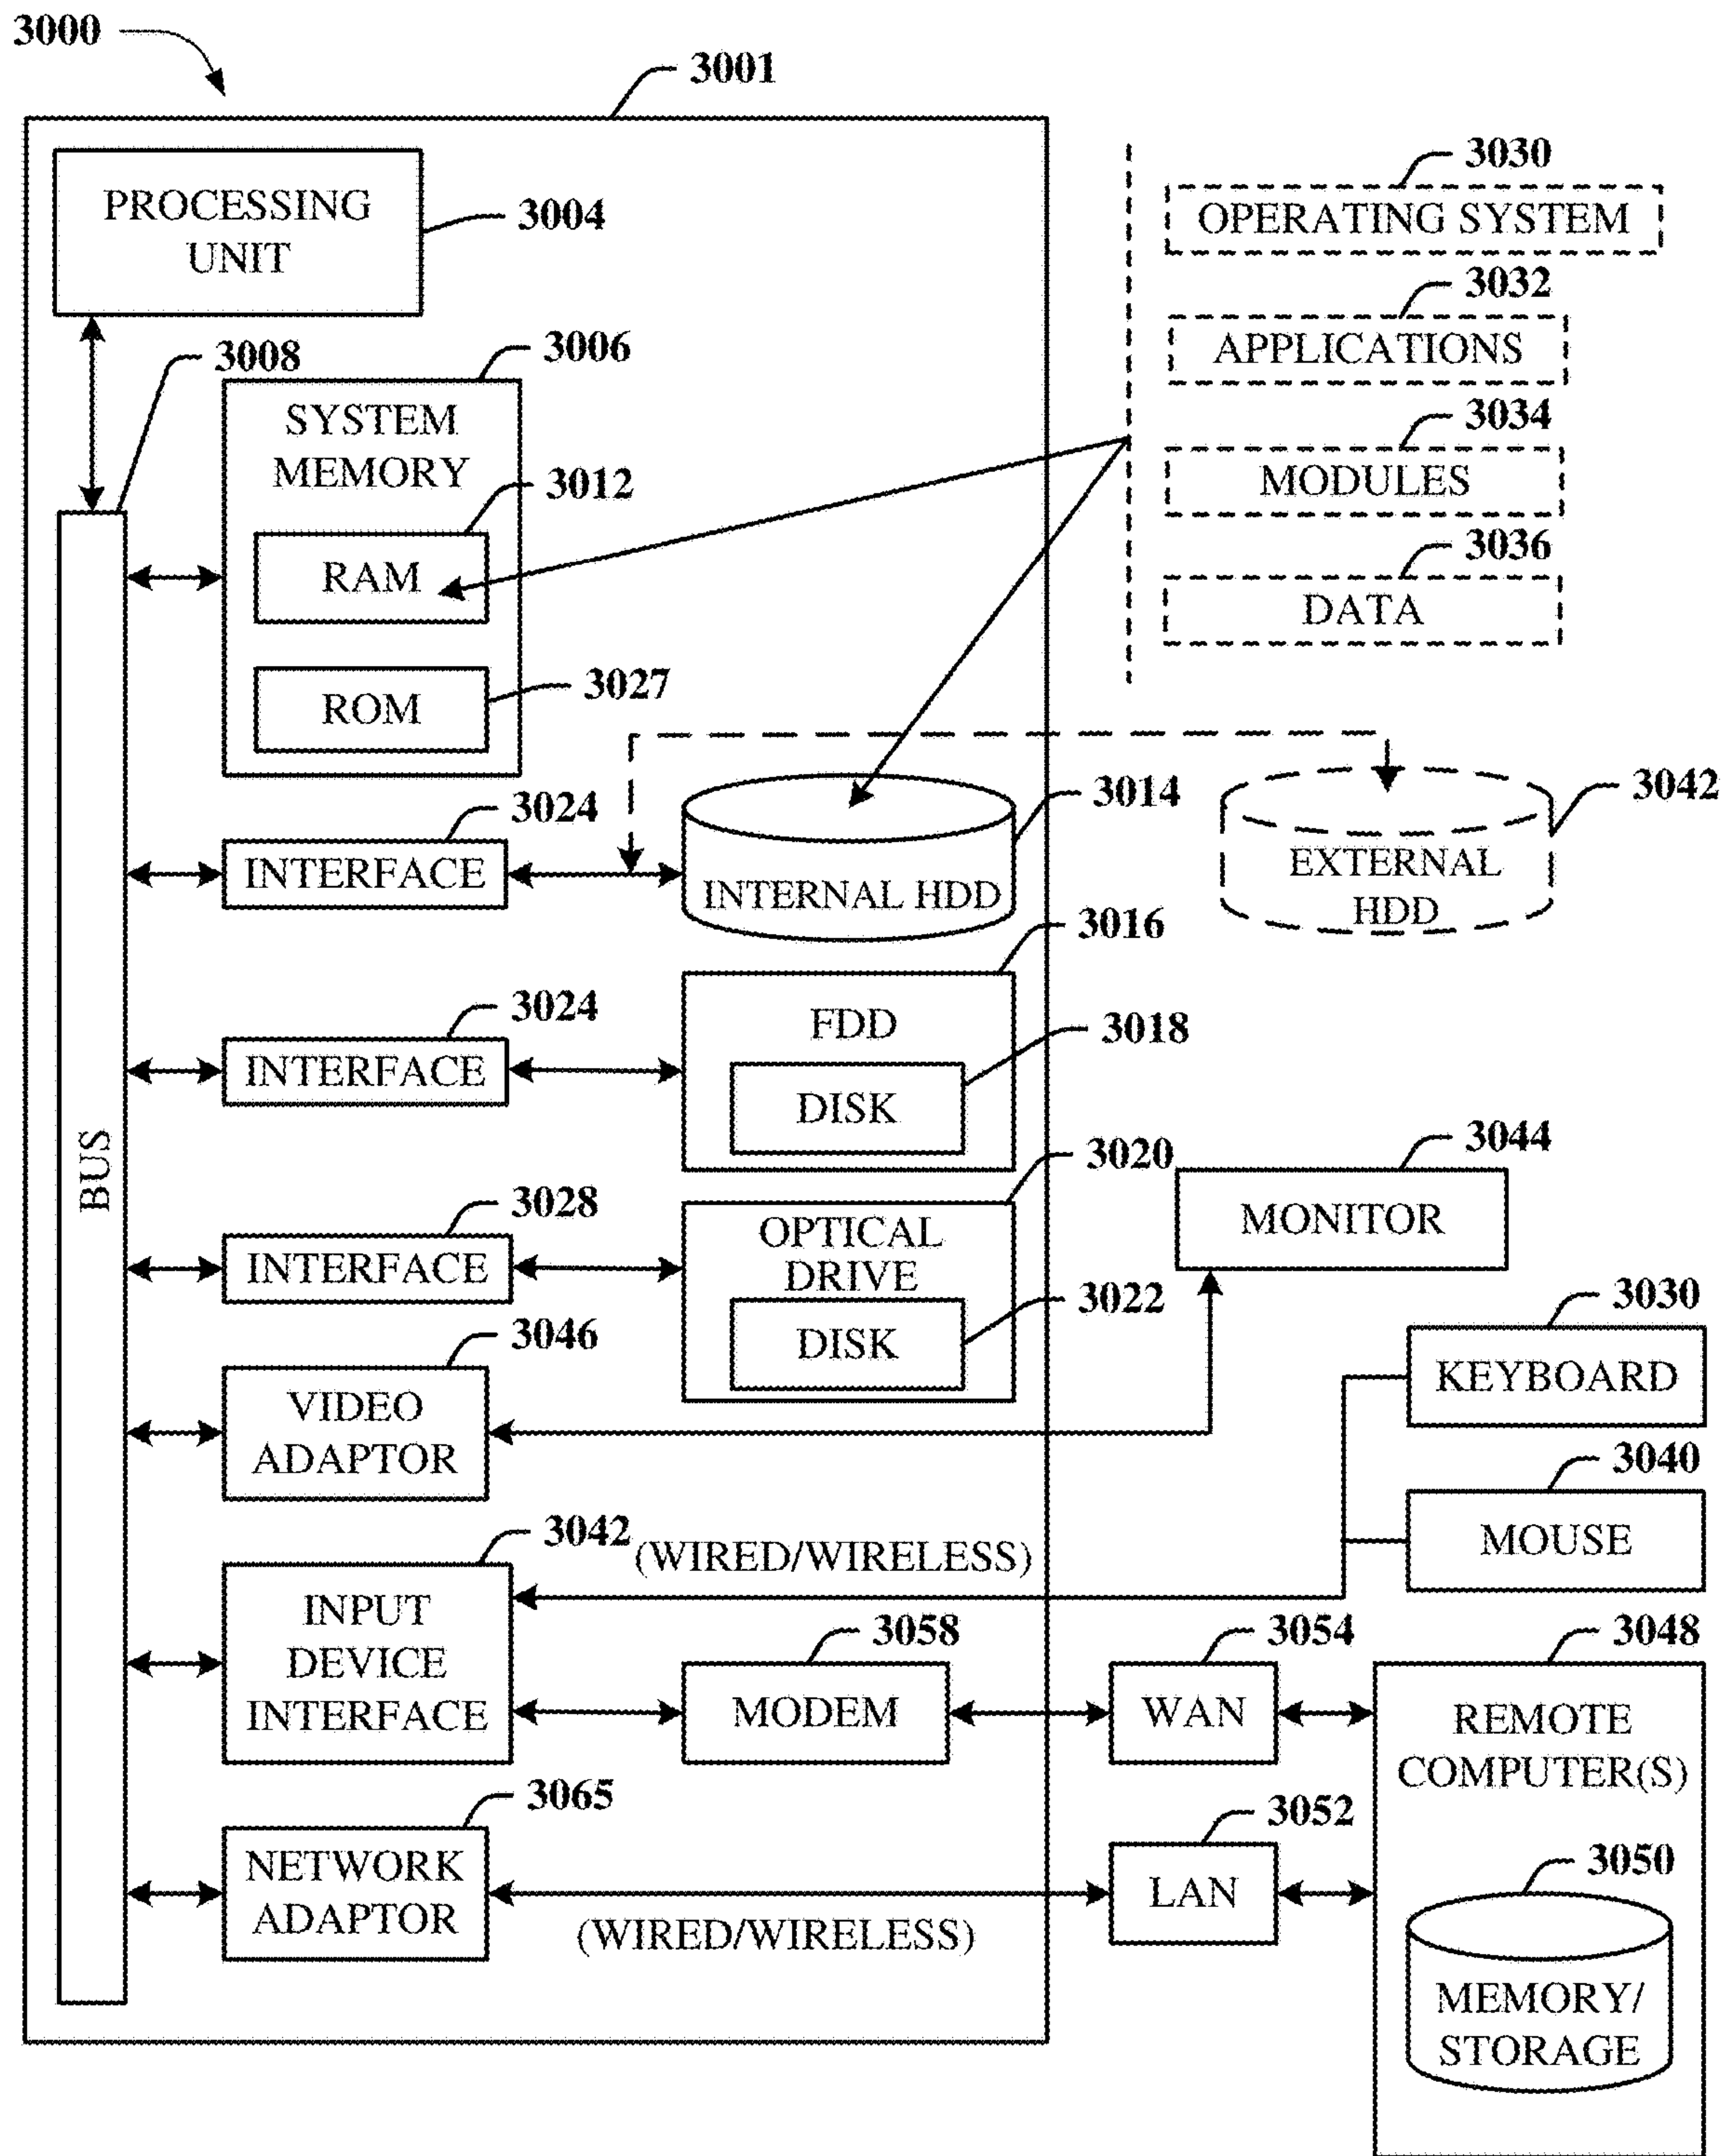 3000
3001
PROCESSING
UNIT
3004
3030
OPERATING SYSTEM
3032
APPLICATIONS
3034
MODULES
3036
DATA
3008
3006
SYSTEM
MEMORY
3012
RAM
3027
ROM
BUS
3024
INTERFACE
3014
INTERNAL HDD
3042
EXTERNAL
HDD
3024
INTERFACE
3016
FDD
3018
DISK
3028
INTERFACE
3020
OPTICAL
DRIVE
3022
DISK
3044
MONITOR
3046
VIDEO
ADAPTOR
3030
KEYBOARD
3040
MOUSE
3042
(WIRED/WIRELESS)
INPUT
DEVICE
INTERFACE
3058
MODEM
3054
WAN
3048
REMOTE
COMPUTER(S)
3065
NETWORK
ADAPTOR
(WIRED/WIRELESS)
3052
LAN
3050
MEMORY/
STORAGE